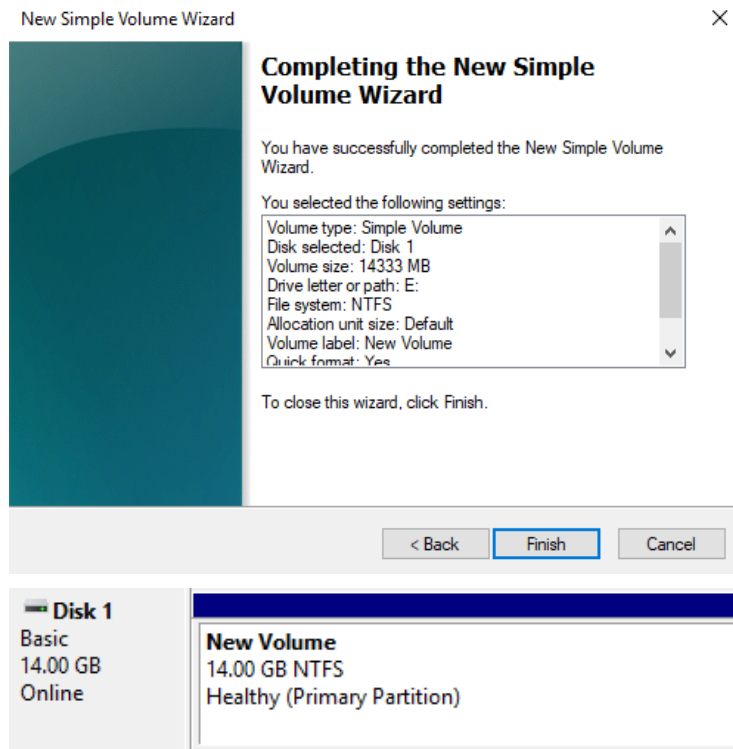 New Simple Volume Wizard
Completing the New Simple
Volume Wizard
You have successfully completed the New Simple Volume
Wizard.
You selected the following settings:
Volume type: Simple Volume
Disk selected: Disk 1
Volume size: 14333 MB
Drive letter or path: E:
File system: NTFS
Allocation unit size: Default
Volume label: New Volume
Quick format: Yes
To close this wizard, click Finish.
< Back Finish Cancel
Disk 1
Basic
14.00 GB
Online
New Volume
14.00 GB NTFS
Healthy (Primary Partition)